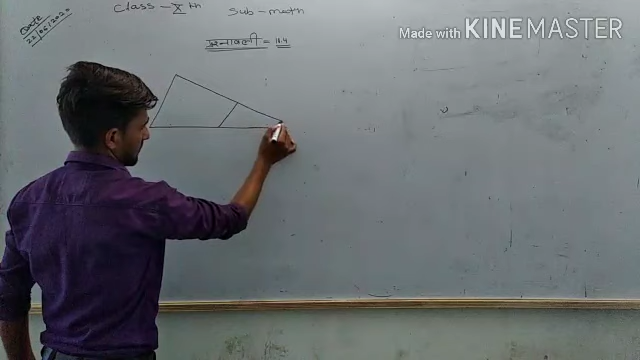 Date
22/06/2020
Class - X th Sub - math
प्रश्नावली = 11.4
Made with KINEMASTER